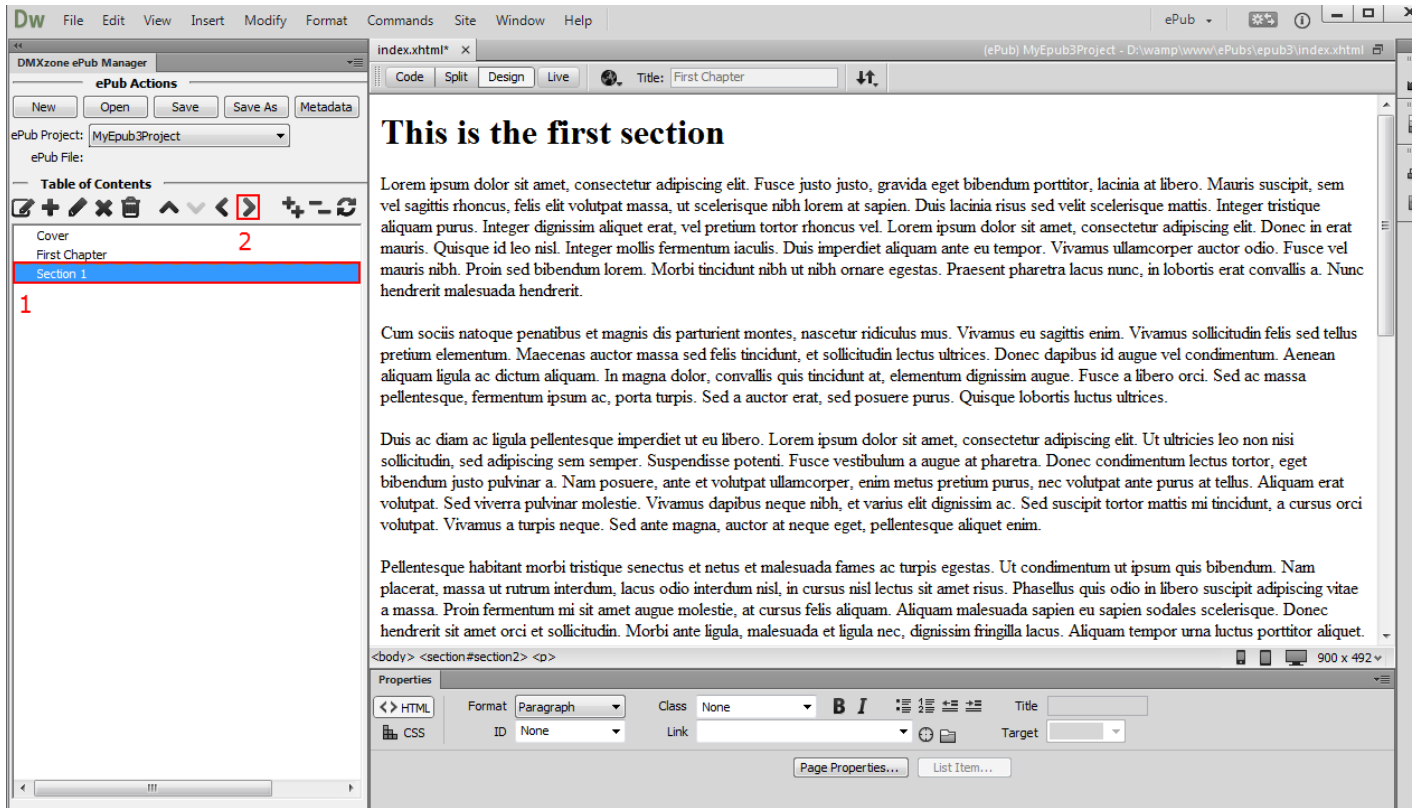 Dw File Edit View Insert Modify Format Commands Site Window Help ePub
DMXzone ePub Manager
ePub Actions
New Open Save Save As Metadata
ePub Project: MyEpub3Project
ePub File:
Table of Contents
2
Cover
First Chapter
Section 1
1
index.xhtml* (ePub) MyEpub3Project - D:\wamp\www\ePubs\epub3\index.xhtml
Code Split Design Live Title: First Chapter
This is the first section
Lorem ipsum dolor sit amet, consectetur adipiscing elit. Fusce justo justo, gravida eget bibendum porttitor, lacinia at libero. Mauris suscipit, sem
vel sagittis rhoncus, felis elit volutpat massa, ut scelerisque nibh lorem at sapien. Duis lacinia risus sed velit scelerisque mattis. Integer tristique
aliquam purus. Integer dignissim aliquet erat, vel pretium tortor rhoncus vel. Lorem ipsum dolor sit amet, consectetur adipiscing elit. Donec in erat
mauris. Quisque id leo nisl. Integer mollis fermentum iaculis. Duis imperdiet aliquam ante eu tempor. Vivamus ullamcorper auctor odio. Fusce vel
mauris nibh. Proin sed bibendum lorem. Morbi tincidunt nibh ut nibh ornare egestas. Praesent pharetra lacus nunc, in lobortis erat convallis a. Nunc
hendrerit malesuada hendrerit.
Cum sociis natoque penatibus et magnis dis parturient montes, nascetur ridiculus mus. Vivamus eu sagittis enim. Vivamus sollicitudin felis sed tellus
pretium elementum. Maecenas auctor massa sed felis tincidunt, et sollicitudin lectus ultrices. Donec dapibus id augue vel condimentum. Aenean
aliquam ligula ac dictum aliquam. In magna dolor, convallis quis tincidunt at, elementum dignissim augue. Fusce a libero orci. Sed ac massa
pellentesque, fermentum ipsum ac, porta turpis. Sed a auctor erat, sed posuere purus. Quisque lobortis luctus ultrices.
Duis ac diam ac ligula pellentesque imperdiet ut eu libero. Lorem ipsum dolor sit amet, consectetur adipiscing elit. Ut ultricies leo non nisi
sollicitudin, sed adipiscing sem semper. Suspendisse potenti. Fusce vestibulum a augue at pharetra. Donec condimentum lectus tortor, eget
bibendum justo pulvinar a. Nam posuere, ante et volutpat ullamcorper, enim metus pretium purus, nec volutpat ante purus at tellus. Aliquam erat
volutpat. Sed viverra pulvinar molestie. Vivamus dapibus neque nibh, et varius elit dignissim ac. Sed suscipit tortor mattis mi tincidunt, a cursus orci
volutpat. Vivamus a turpis neque. Sed ante magna, auctor at neque eget, pellentesque aliquet enim.
Pellentesque habitant morbi tristique senectus et netus et malesuada fames ac turpis egestas. Ut condimentum ut ipsum quis bibendum. Nam
placerat, massa ut rutrum interdum, lacus odio interdum nisl, in cursus nisl lectus sit amet risus. Phasellus quis odio in libero suscipit adipiscing vitae
a massa. Proin fermentum mi sit amet augue molestie, at cursus felis aliquam. Aliquam malesuada sapien eu sapien sodales scelerisque. Donec
hendrerit sit amet orci et sollicitudin. Morbi ante ligula, malesuada et ligula nec, dignissim fringilla lacus. Aliquam tempor urna luctus porttitor aliquet.
<body> <section#section2> <p> 900 x 492
Properties
<> HTML Format Paragraph Class None B I Title
CSS ID None Link Target
Page Properties... List Item...